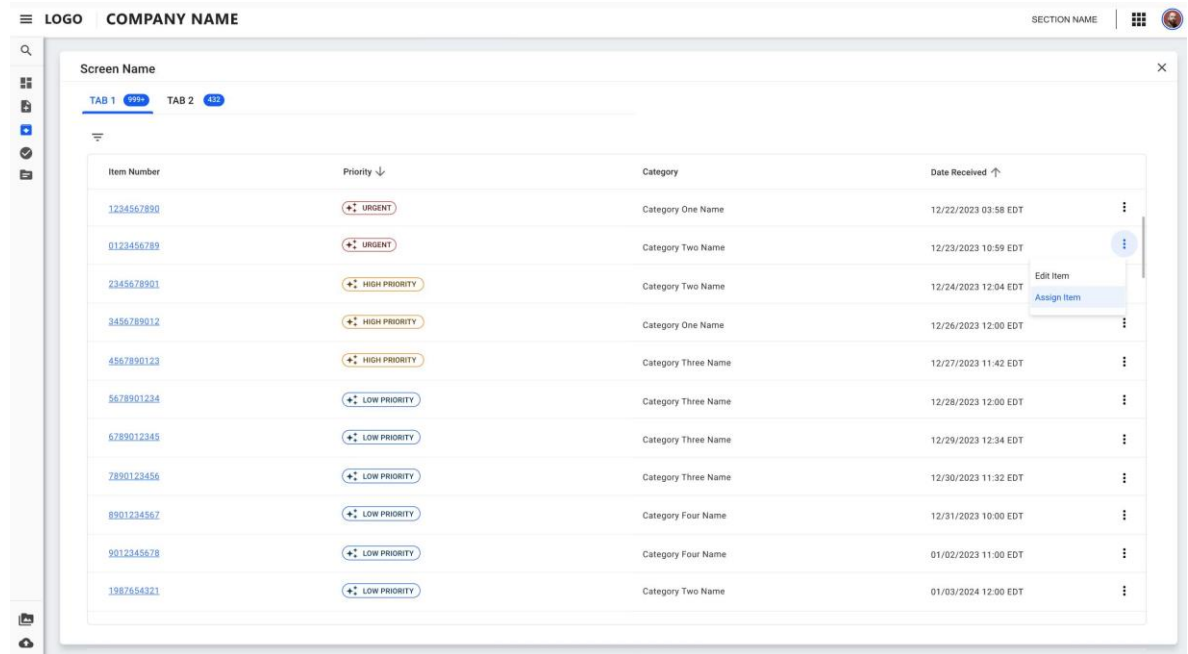 LOGO COMPANY NAME SECTION NAME
Screen Name
TAB 1 999+ TAB 2 432
Item Number Priority Category Date Received
1234567890 URGENT Category One Name 12/22/2023 03:58 EDT
0123456789 URGENT Category Two Name 12/23/2023 10:59 EDT
Edit Item
2345678901 HIGH PRIORITY Category Two Name 12/24/2023 12:04 EDT
Assign Item
3456789012 HIGH PRIORITY Category One Name 12/26/2023 12:00 EDT
4567890123 HIGH PRIORITY Category Three Name 12/27/2023 11:42 EDT
5678901234 LOW PRIORITY Category Three Name 12/28/2023 12:00 EDT
6789012345 LOW PRIORITY Category Three Name 12/29/2023 12:34 EDT
7890123456 LOW PRIORITY Category Three Name 12/30/2023 11:32 EDT
8901234567 LOW PRIORITY Category Four Name 12/31/2023 10:00 EDT
9012345678 LOW PRIORITY Category Four Name 01/02/2023 11:00 EDT
1987654321 LOW PRIORITY Category Two Name 01/03/2024 12:00 EDT